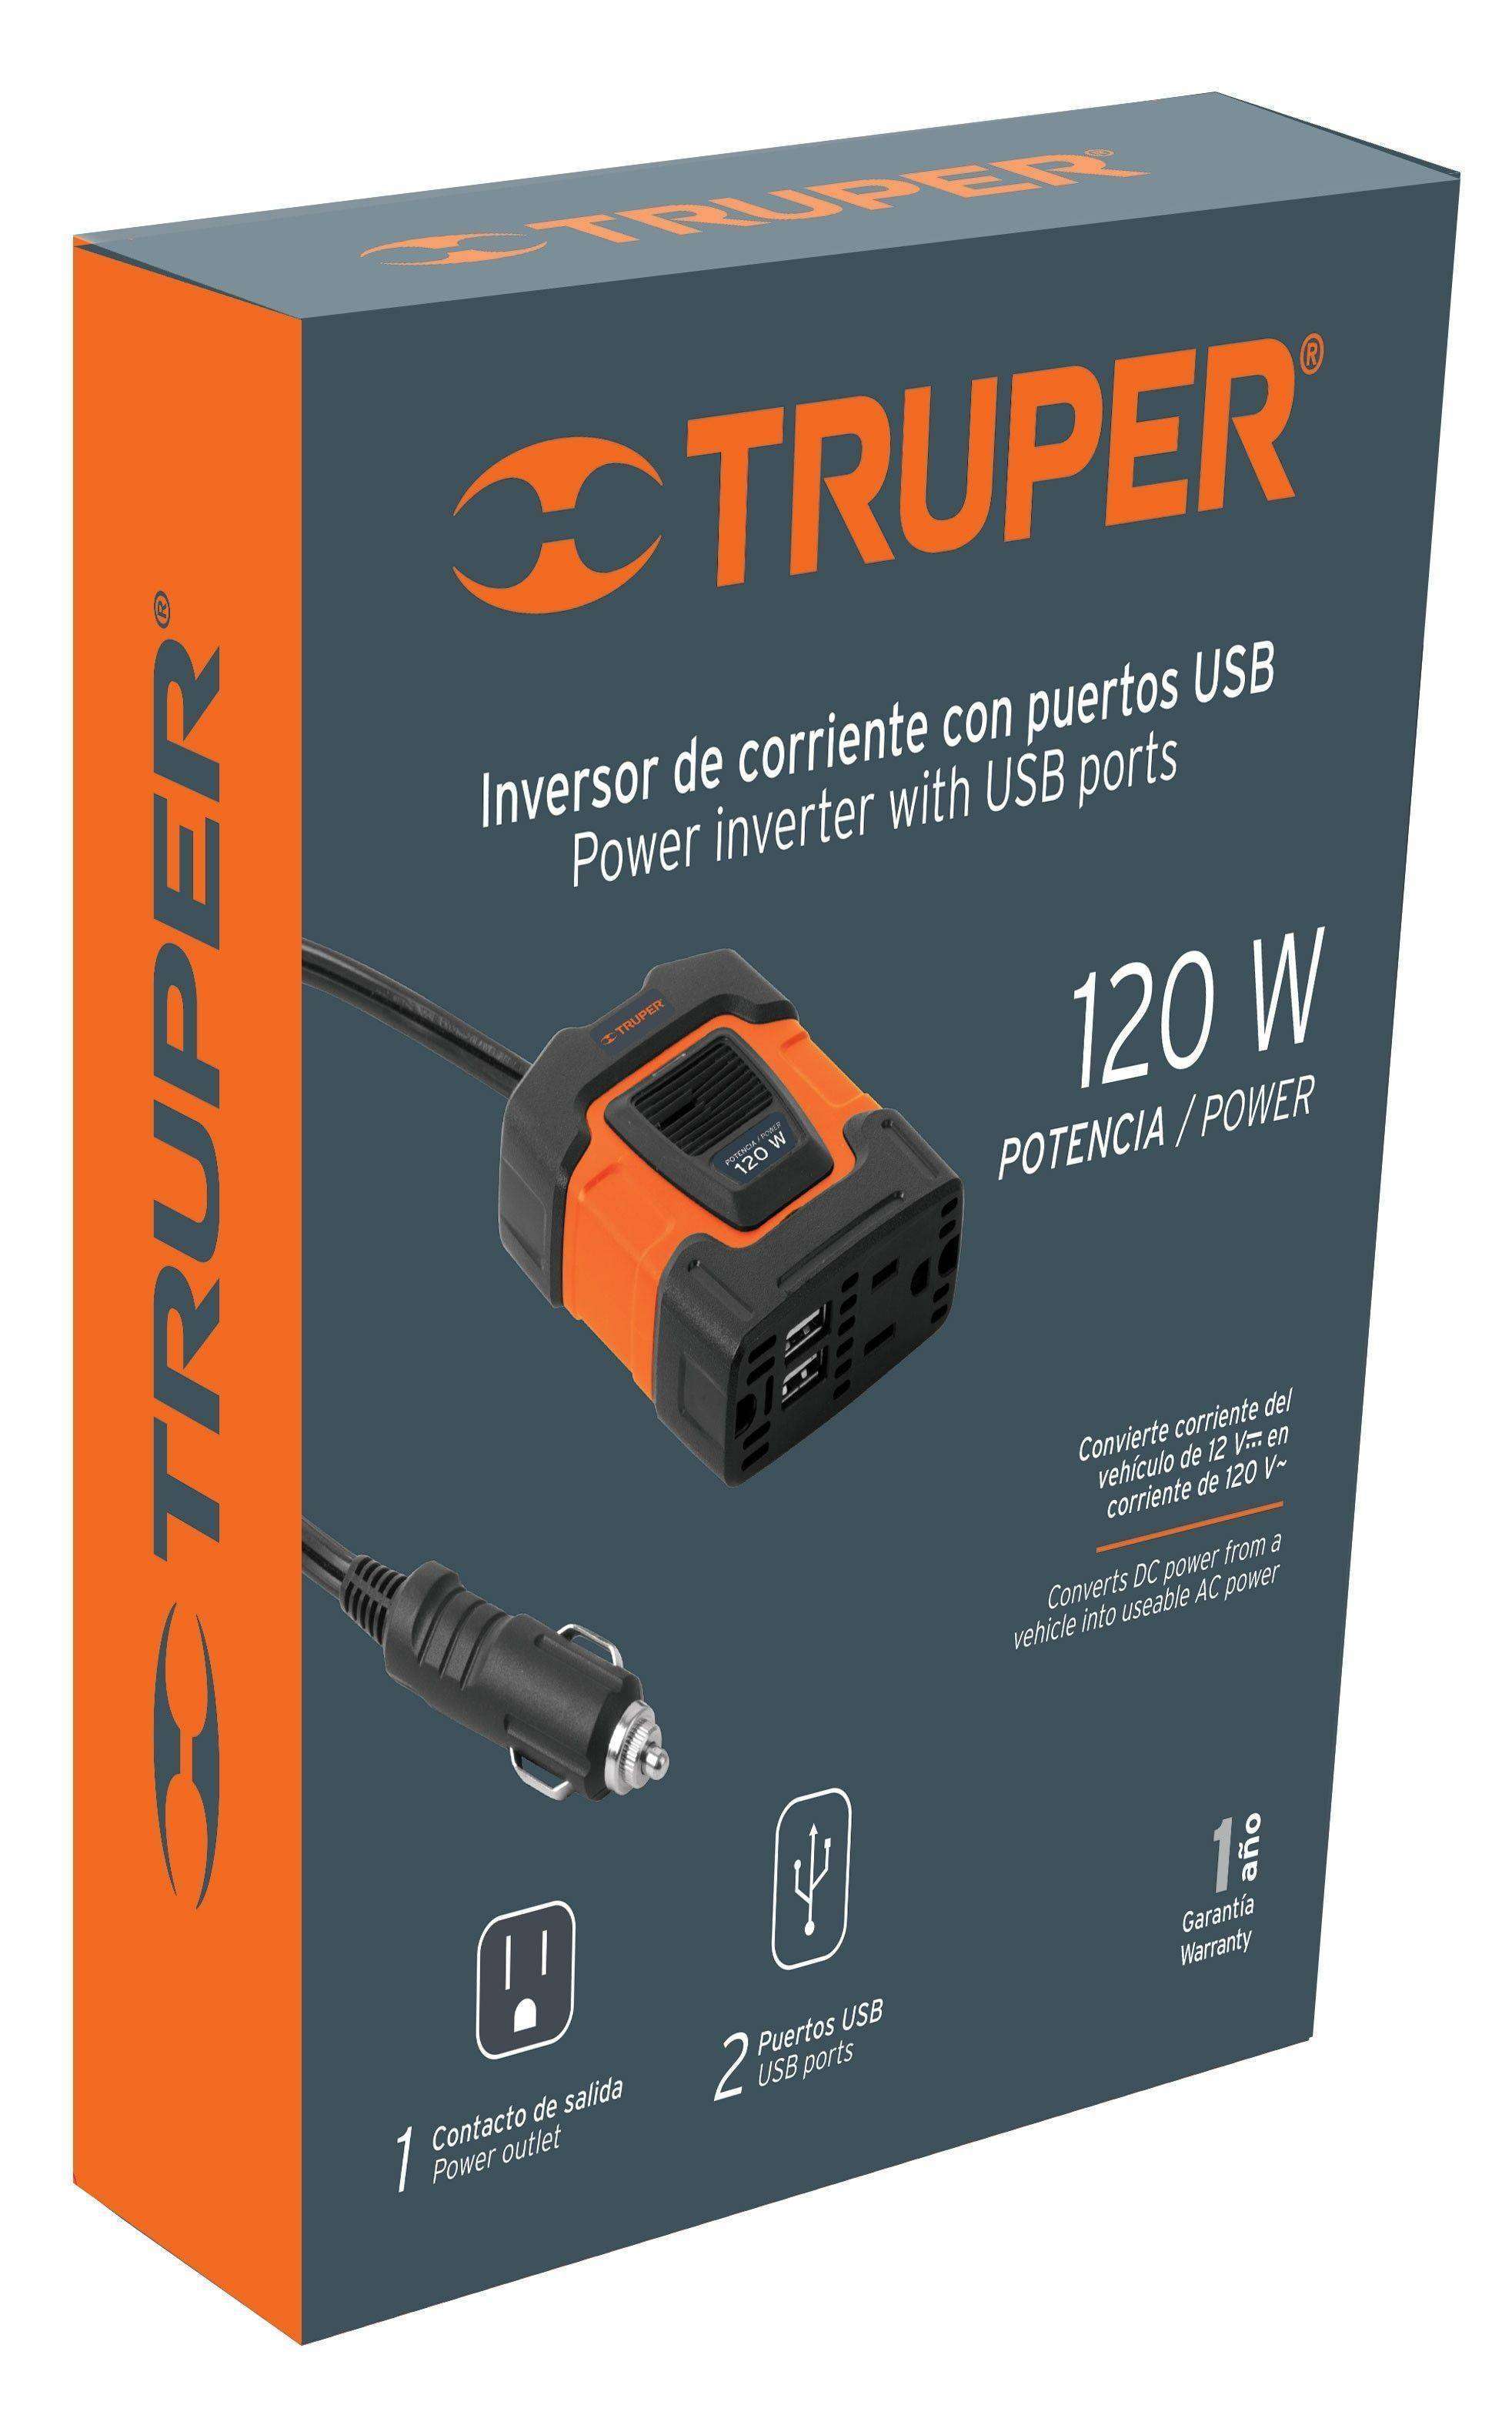 TRUPER®
TRUPER®
TRUPER®
Inversor de corriente con puertos USB
Power inverter with USB ports
120 W
POTENCIA / POWER
TRUPER
POTENCIA / POWER
120 W
Convierte corriente del
vehículo de 12 V⎓ en
corriente de 120 V~
Converts DC power from a
vehicle into useable AC power
1 año
Garantía
Warranty
1 Contacto de salida
Power outlet
2 Puertos USB
USB ports